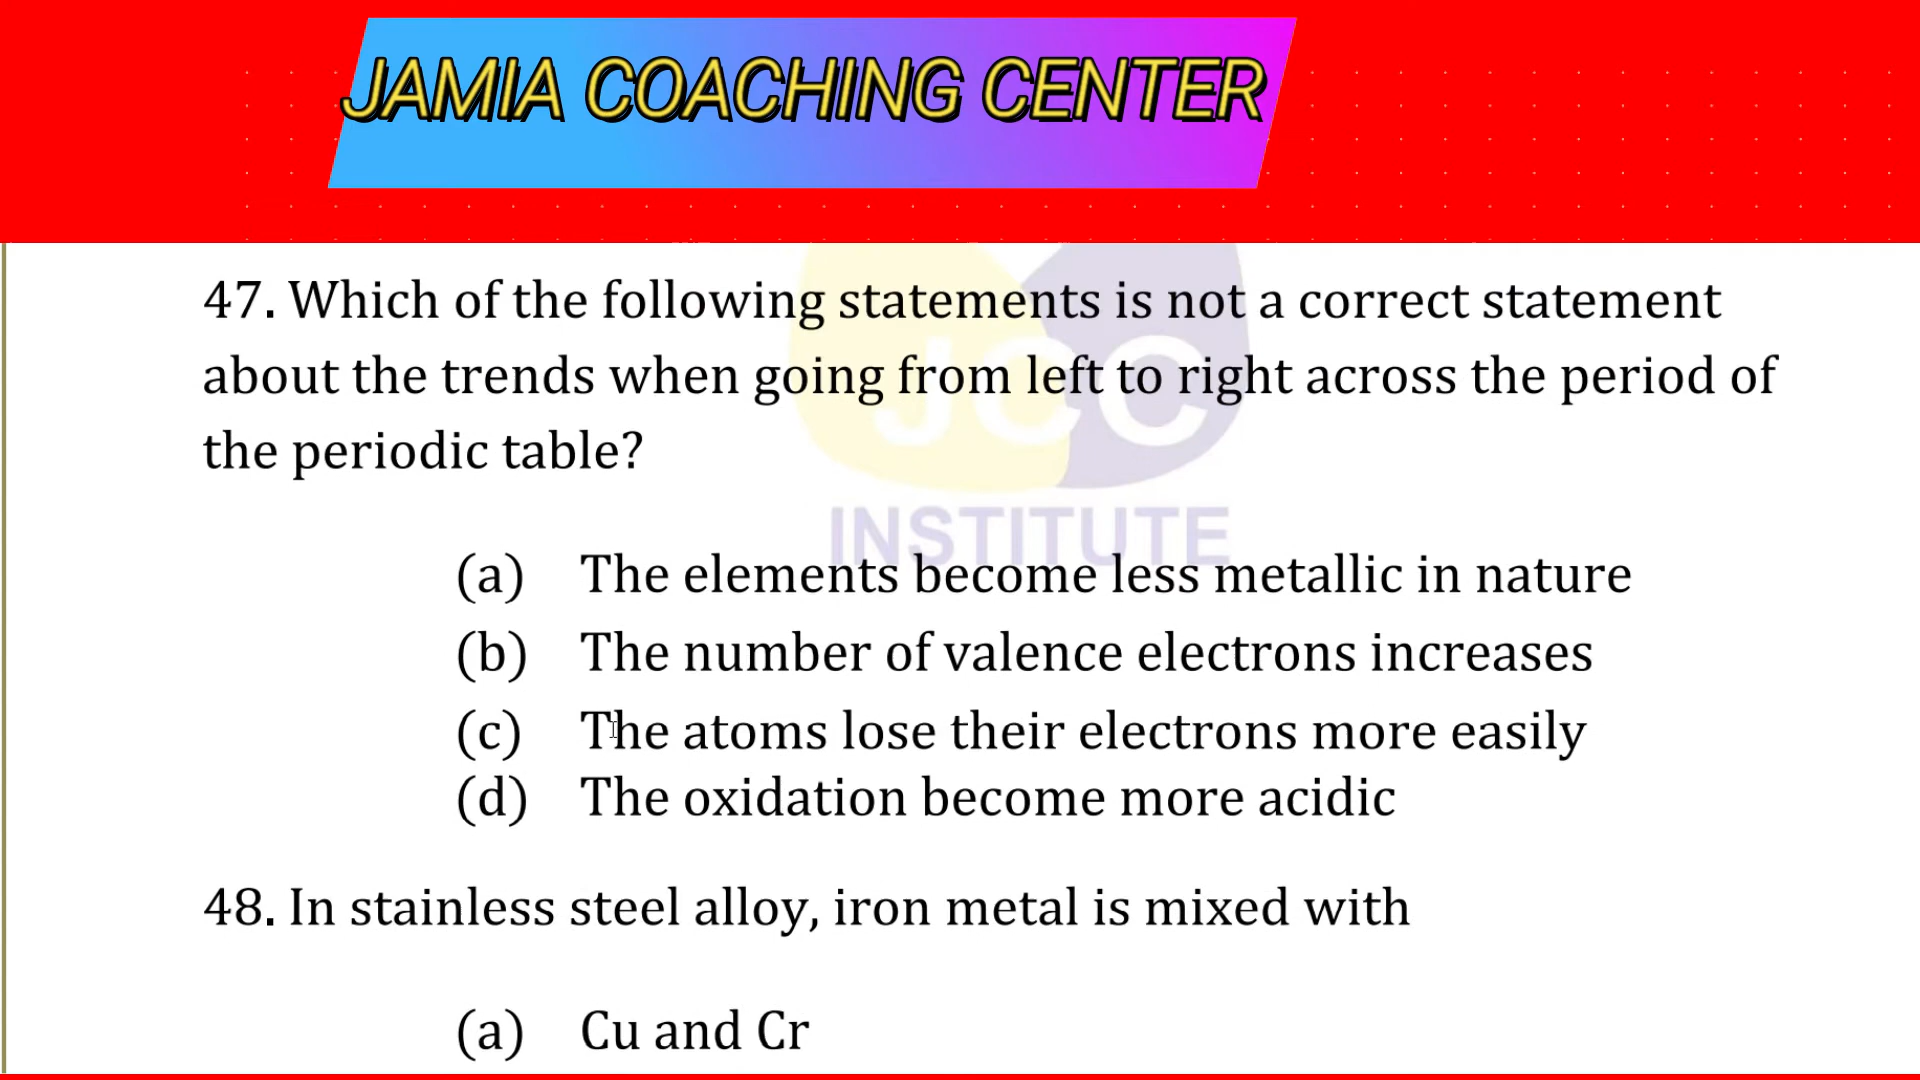 JAMIA COACHING CENTER
47. Which of the following statements is not a correct statement
about the trends when going from left to right across the period of
the periodic table?
JCC
INSTITUTE
(a) The elements become less metallic in nature
(b) The number of valence electrons increases
(c) The atoms lose their electrons more easily
(d) The oxidation become more acidic
48. In stainless steel alloy, iron metal is mixed with
(a) Cu and Cr